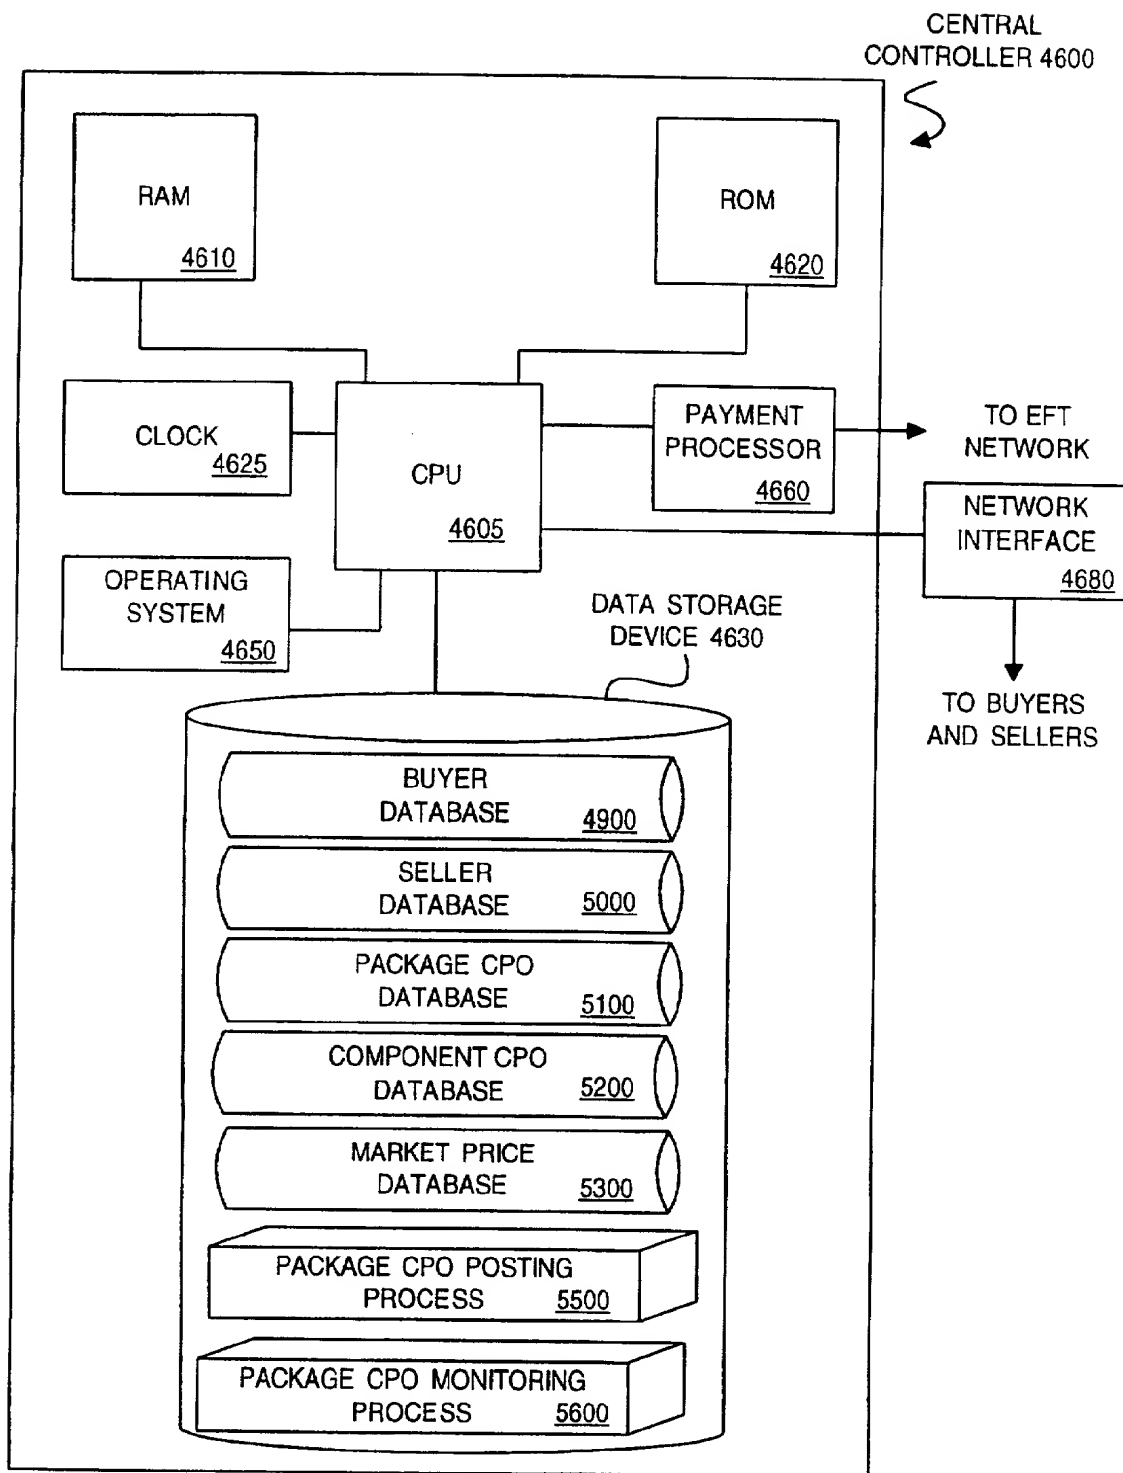 CENTRAL
CONTROLLER 4600
RAM
4610
ROM
4620
CLOCK
4625
CPU
4605
PAYMENT
PROCESSOR
4660
TO EFT
NETWORK
NETWORK
INTERFACE
4680
OPERATING
SYSTEM
4650
DATA STORAGE
DEVICE 4630
TO BUYERS
AND SELLERS
BUYER
DATABASE 4900
SELLER
DATABASE 5000
PACKAGE CPO
DATABASE 5100
COMPONENT CPO
DATABASE 5200
MARKET PRICE
DATABASE 5300
PACKAGE CPO POSTING
PROCESS 5500
PACKAGE CPO MONITORING
PROCESS 5600